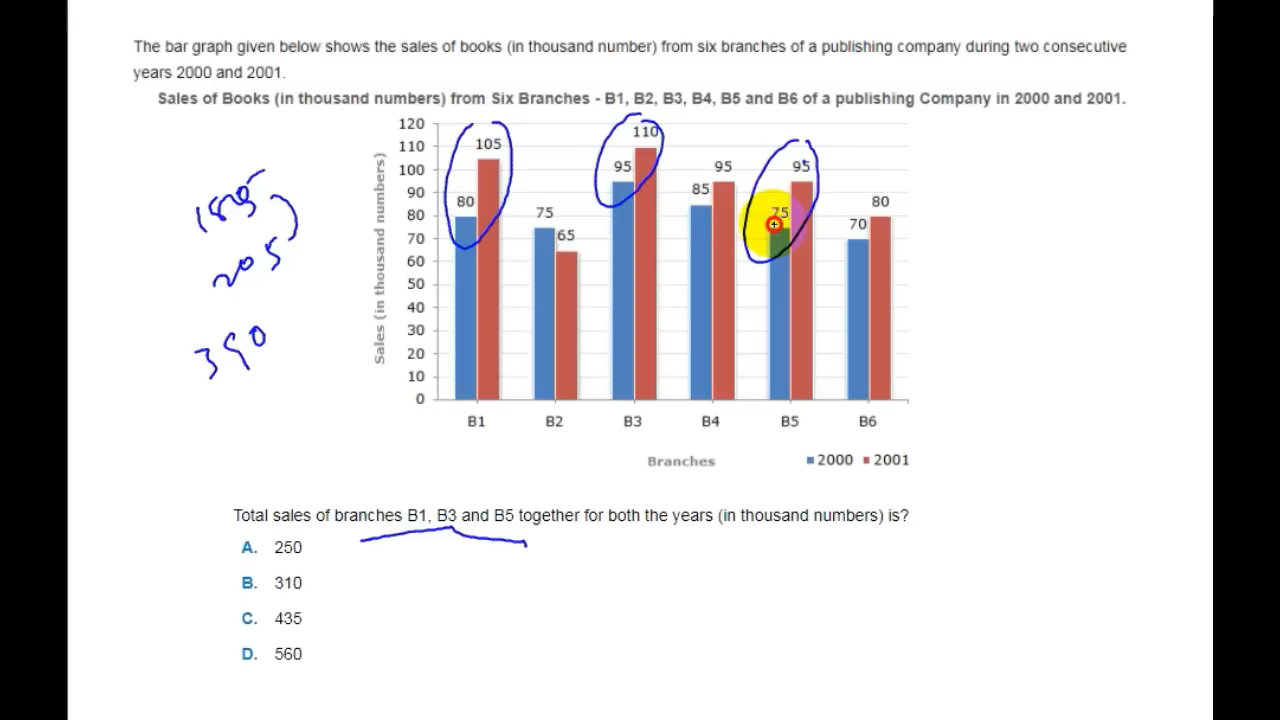 The bar graph given below shows the sales of books (in thousand number) from six branches of a publishing company during two consecutive
years 2000 and 2001.
Sales of Books (in thousand numbers) from Six Branches - B1, B2, B3, B4, B5 and B6 of a publishing Company in 2000 and 2001.
Sales (in thousand numbers)
120
110
100
90
80
70
60
50
40
30
20
10
0
80
105
75
65
95
110
85
95
75
95
70
80
B1
B2
B3
B4
B5
B6
Branches
2000
2001
185
205
390
Total sales of branches B1, B3 and B5 together for both the years (in thousand numbers) is?
A. 250
B. 310
C. 435
D. 560